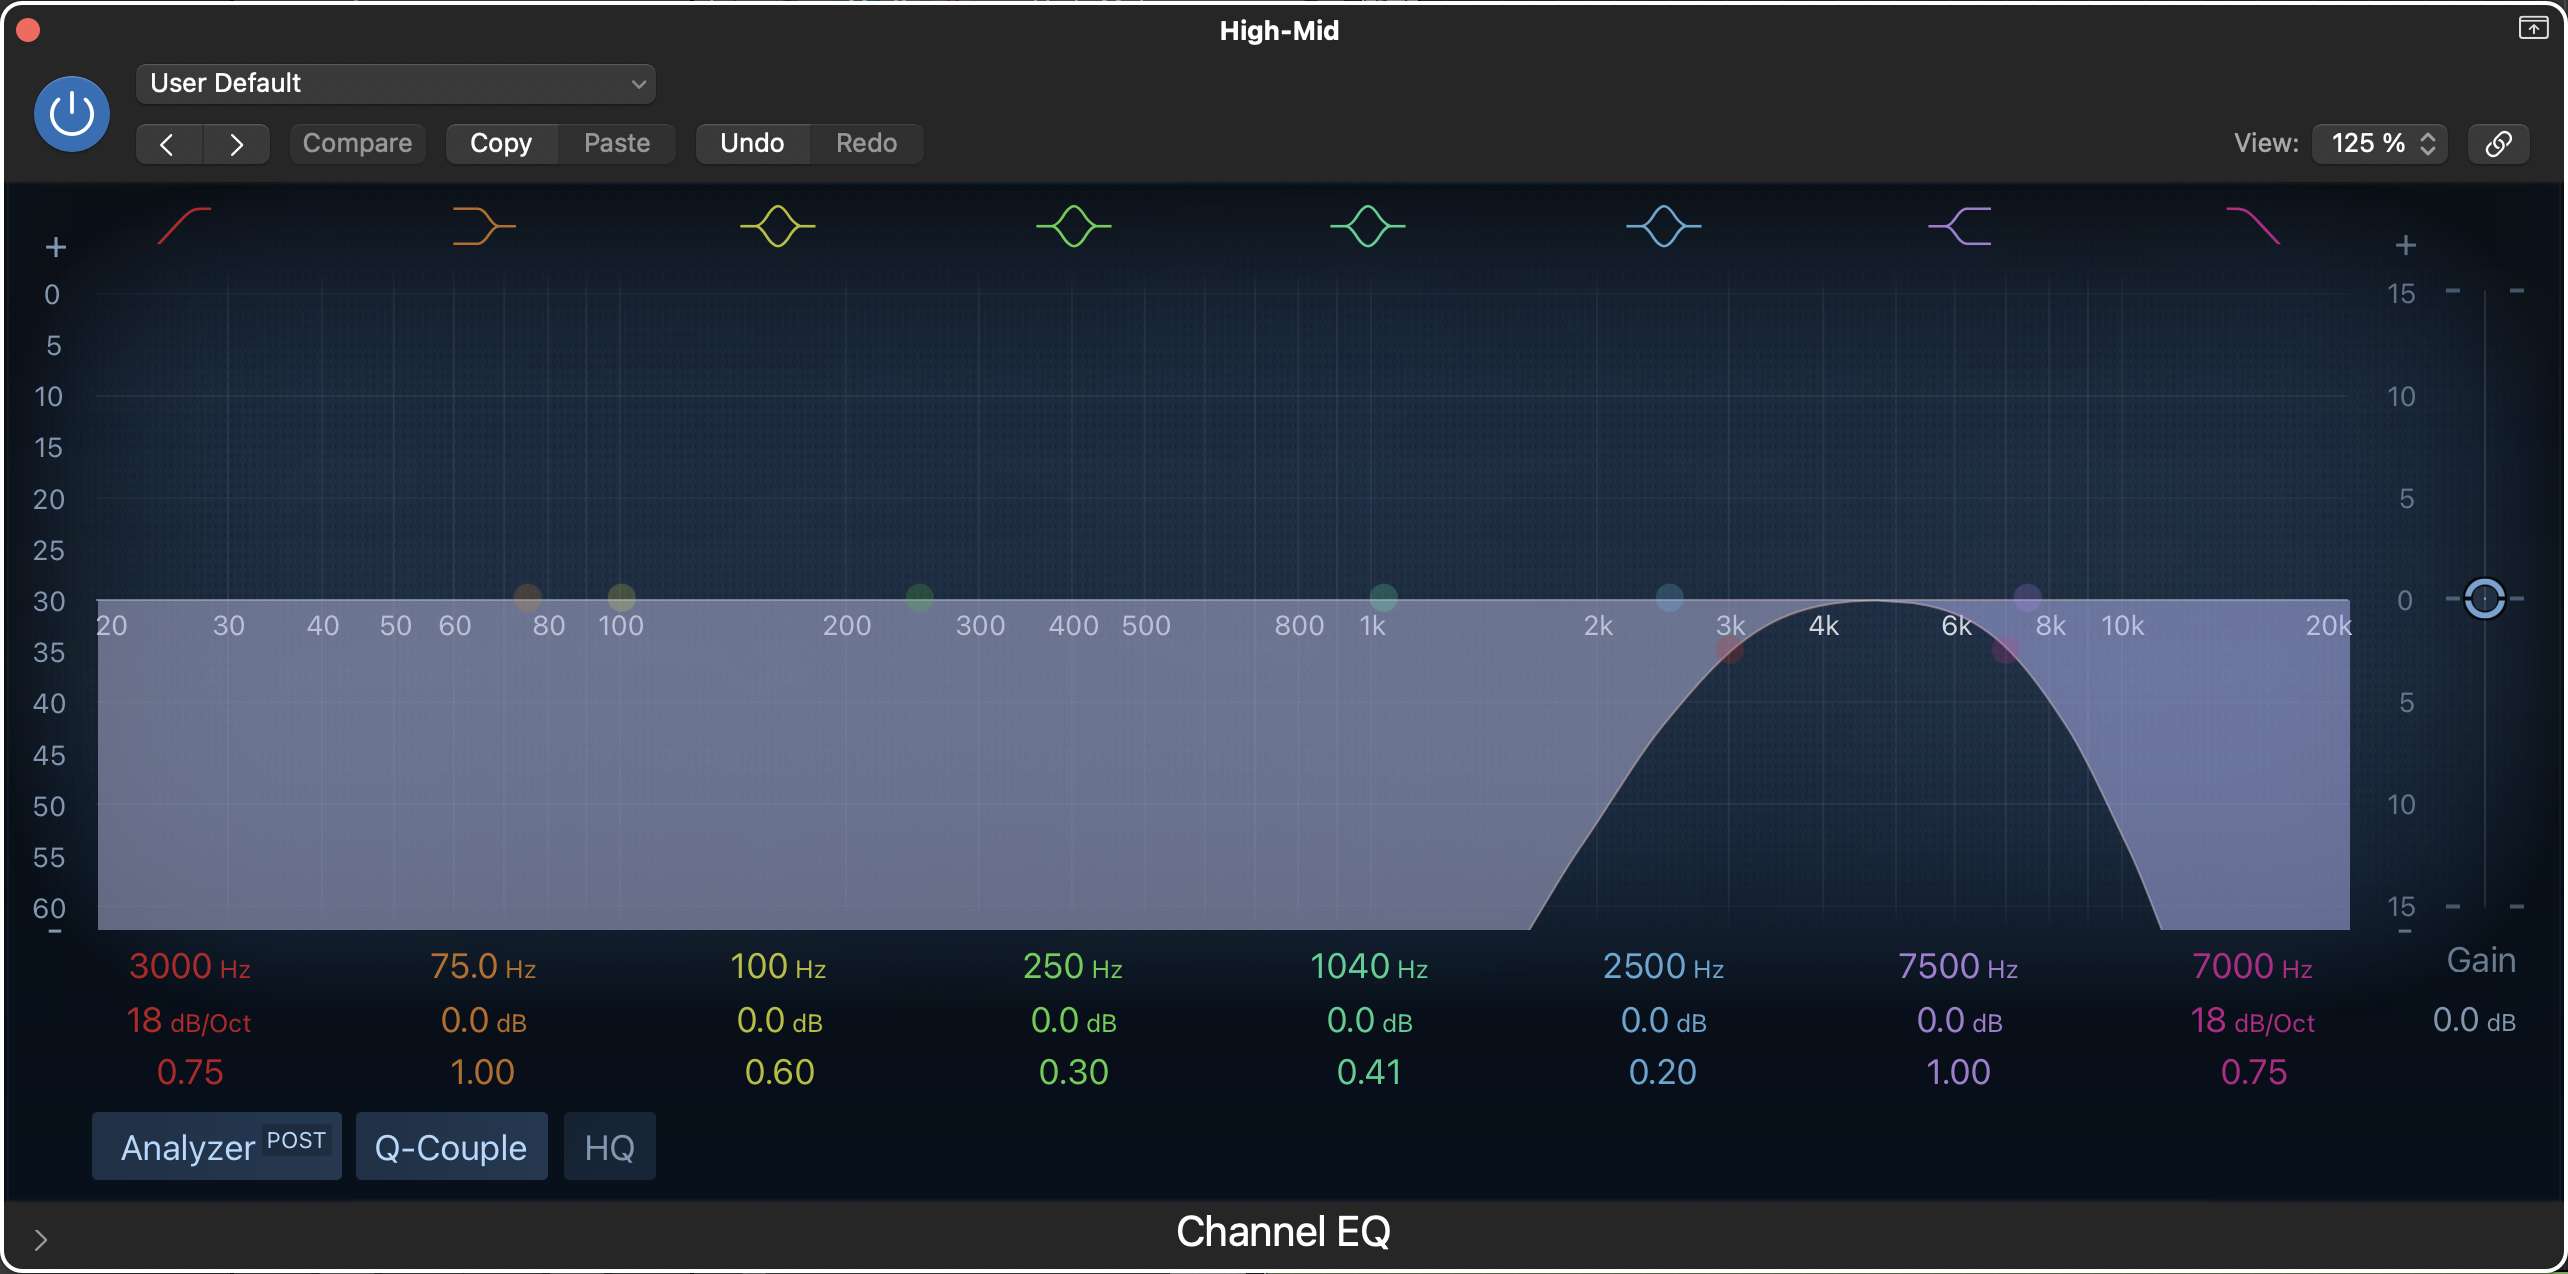 High-Mid
User Default
Compare Copy Paste Undo Redo View: 125 %
+ +
0 15
5
10 10
15
20 5
25
30 0
20 30 40 50 60 80 100 200 300 400 500 800 1k 2k 3k 4k 6k 8k 10k 20k
35
40 5
45
50 10
55
60 15
- -
3000 Hz 75.0 Hz 100 Hz 250 Hz 1040 Hz 2500 Hz 7500 Hz 7000 Hz Gain
18 dB/Oct 0.0 dB 0.0 dB 0.0 dB 0.0 dB 0.0 dB 0.0 dB 18 dB/Oct 0.0 dB
0.75 1.00 0.60 0.30 0.41 0.20 1.00 0.75
Analyzer POST Q-Couple HQ
Channel EQ